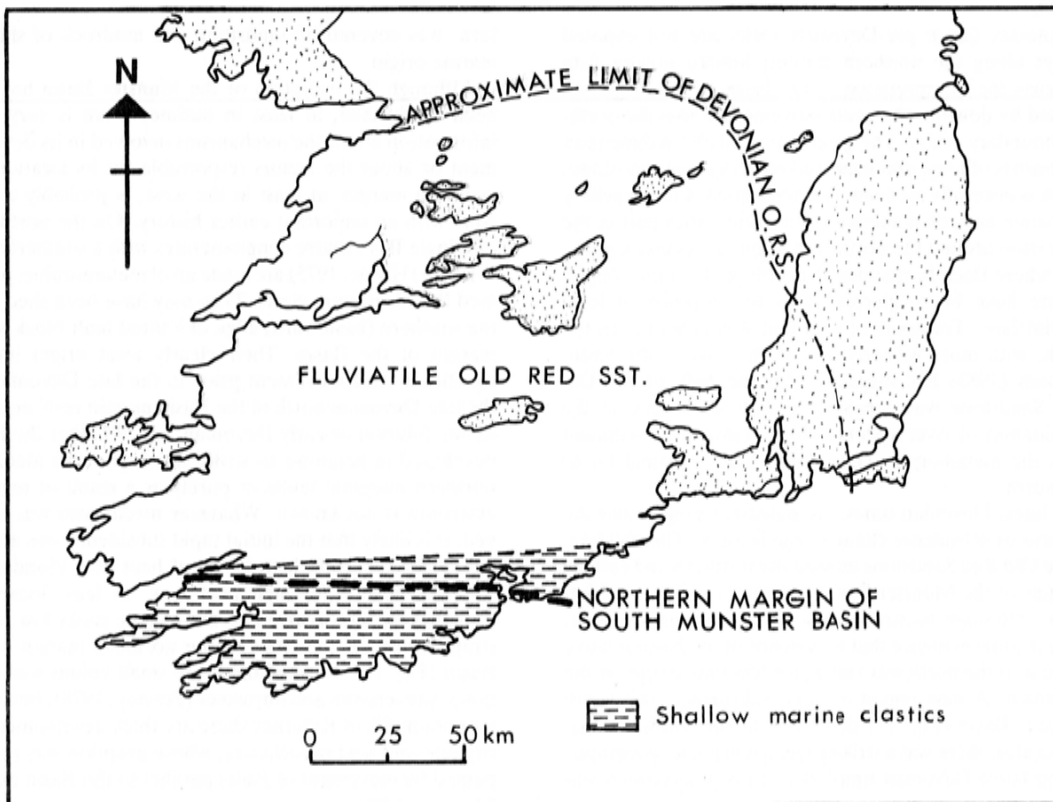 N
APPROXIMATE LIMIT OF DEVONIAN O.R.S.
FLUVIATILE OLD RED SST.
NORTHERN MARGIN OF
SOUTH MUNSTER BASIN
Shallow marine clastics
0 25 50 km